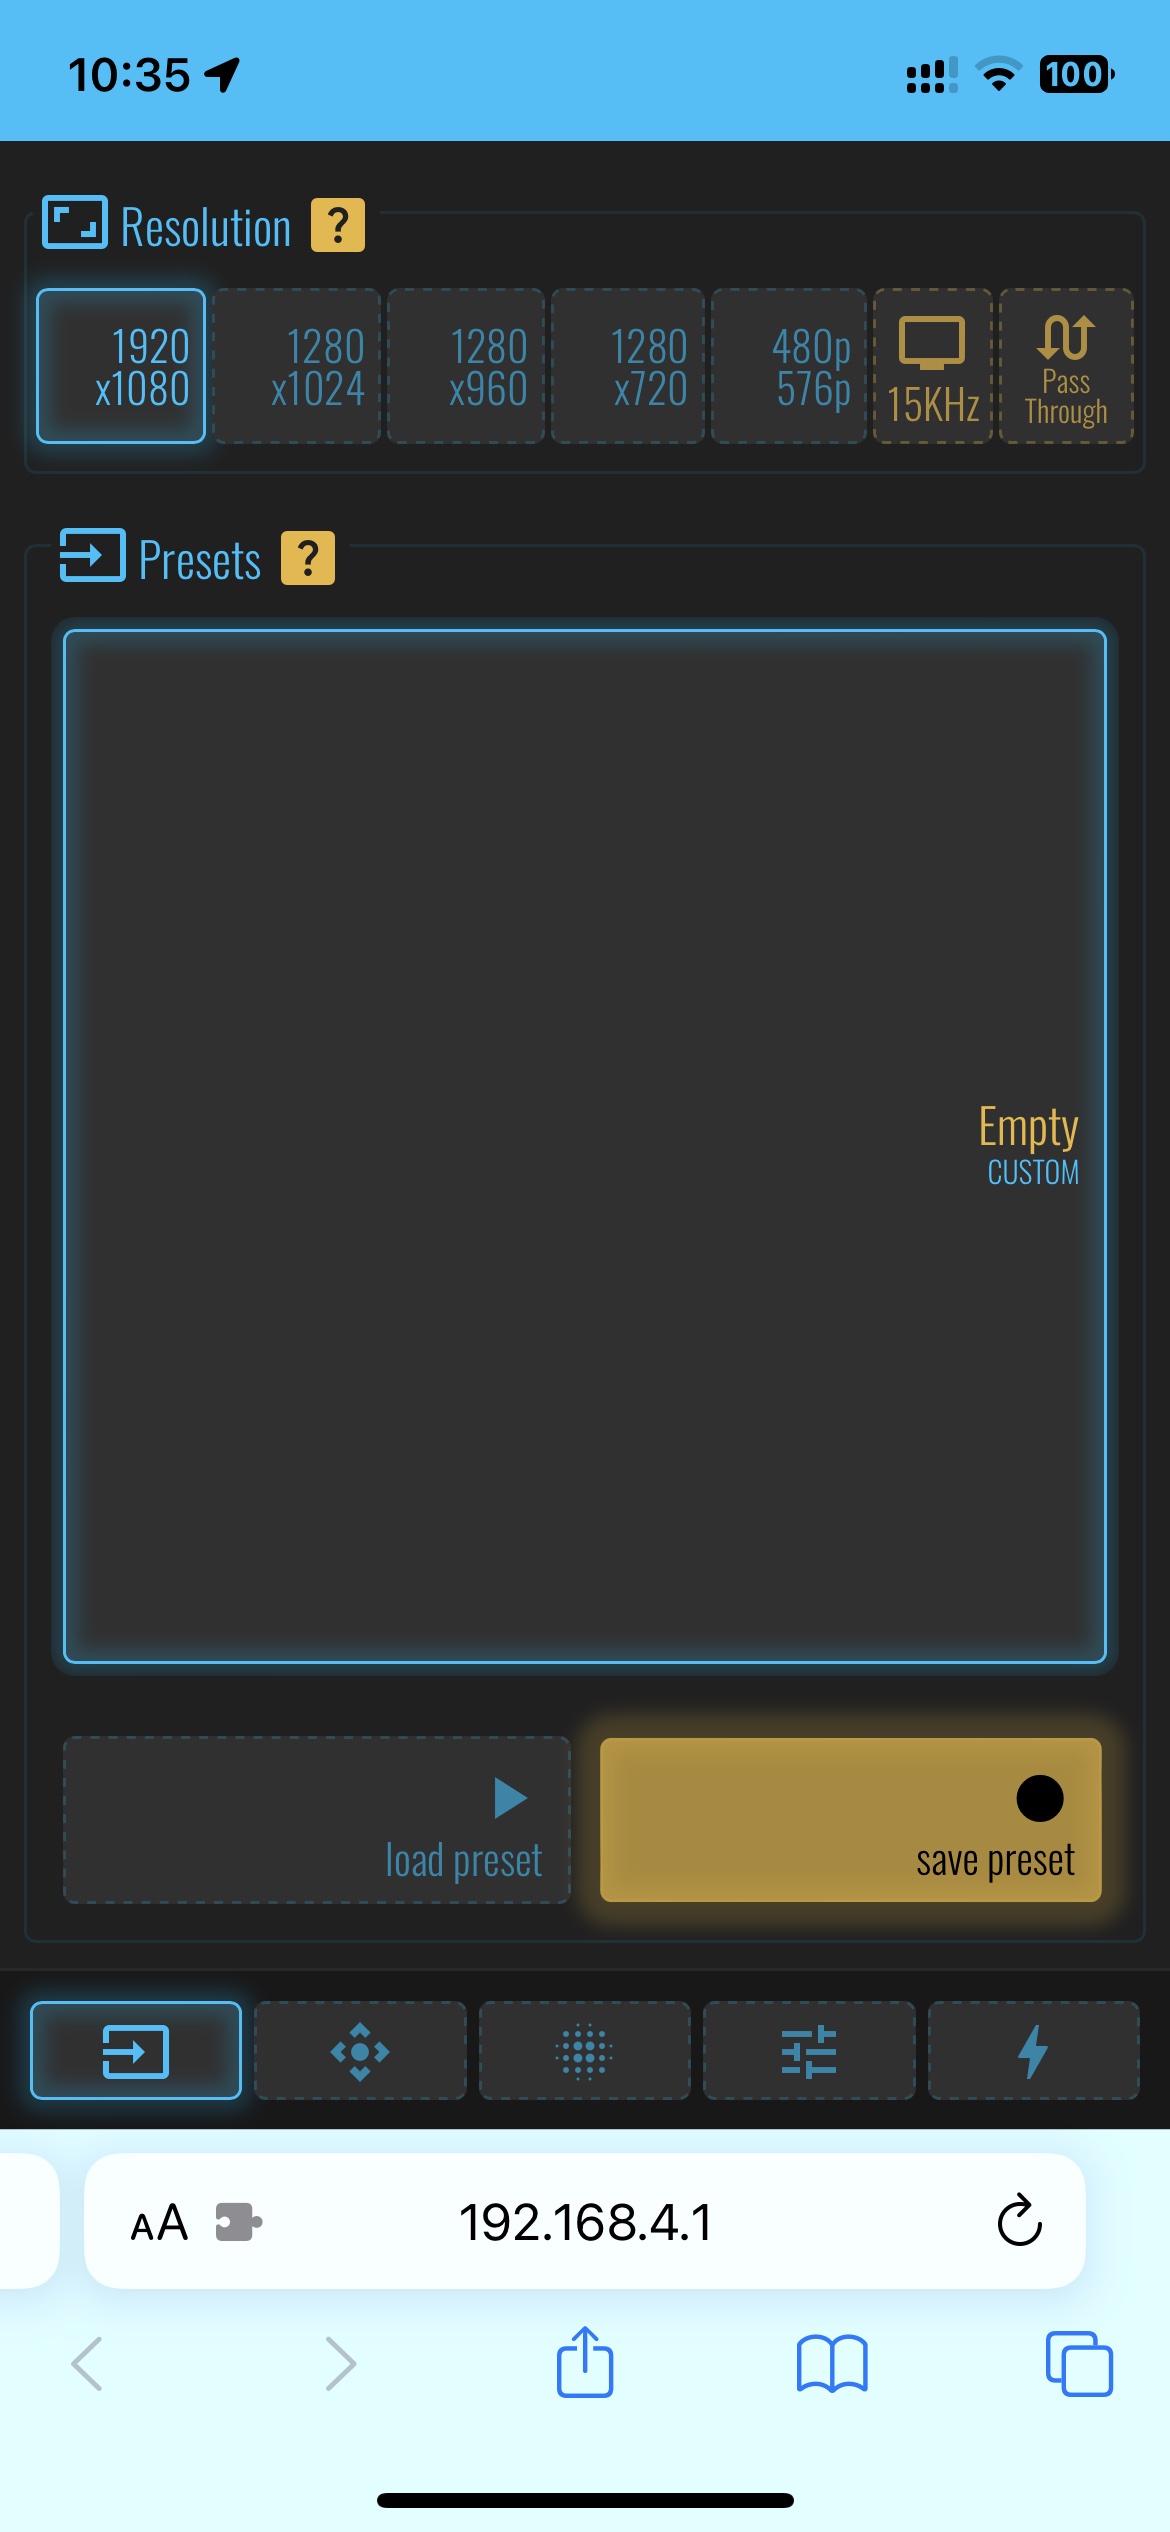 10:35
100
Resolution ?
1920
x1080
1280
x1024
1280
x960
1280
x720
480p
576p
15KHz
Pass
Through
Presets ?
Empty
CUSTOM
load preset
save preset
AA
192.168.4.1